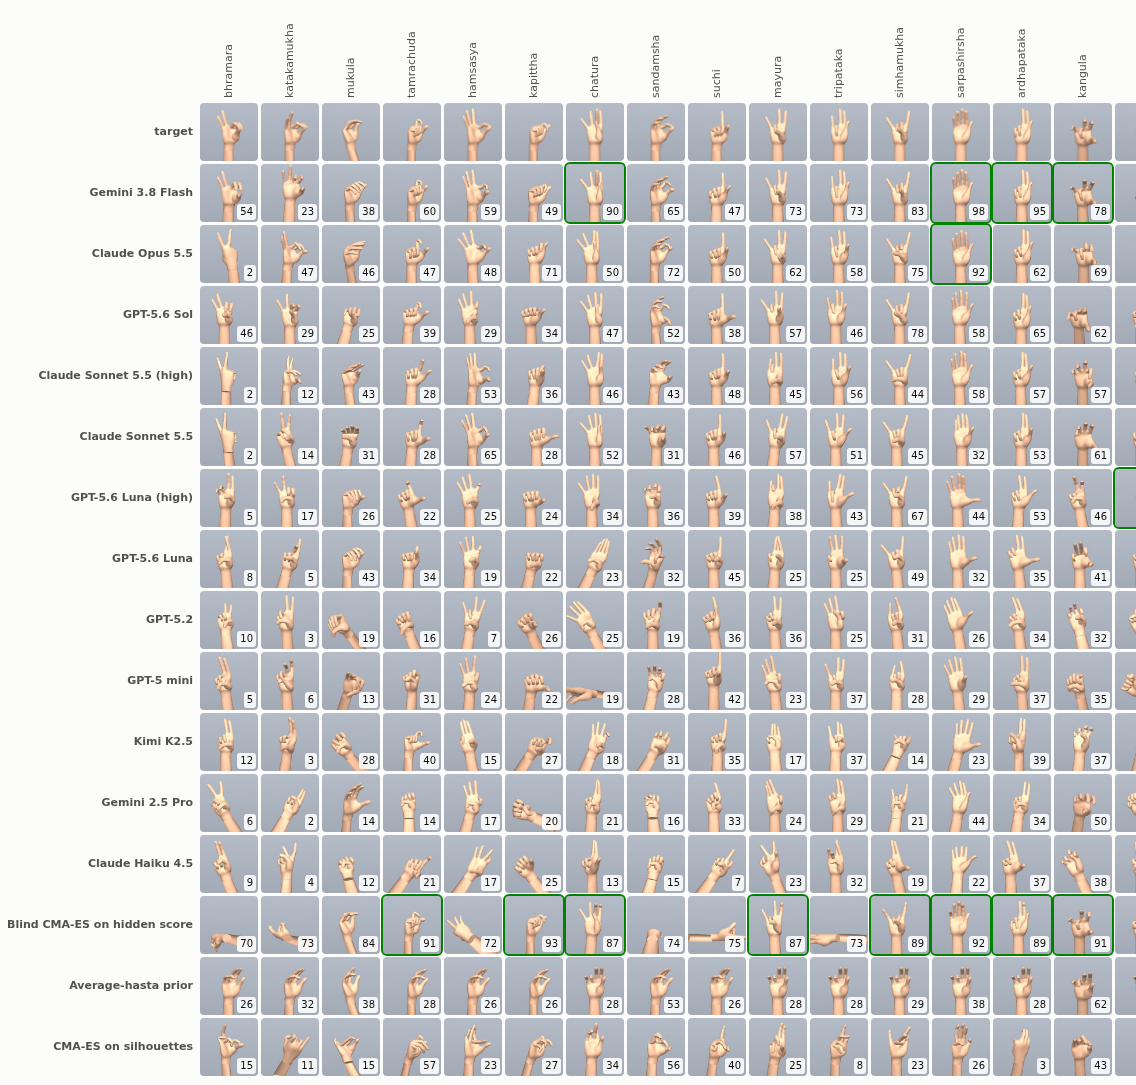 bhramara katakamukha mukula tamrachuda hamsasya kapittha chatura sandamsha suchi mayura tripataka simhamukha sarpashirsha ardhapataka kangula
target
Gemini 3.8 Flash 54 23 38 60 59 49 90 65 47 73 73 83 98 95 78
Claude Opus 5.5 2 47 46 47 48 71 50 72 50 62 58 75 92 62 69
GPT-5.6 Sol 46 29 25 39 29 34 47 52 38 57 46 78 58 65 62
Claude Sonnet 5.5 (high) 2 12 43 28 53 36 46 43 48 45 56 44 58 57 57
Claude Sonnet 5.5 2 14 31 28 65 28 52 31 46 57 51 45 32 53 61
GPT-5.6 Luna (high) 5 17 26 22 25 24 34 36 39 38 43 67 44 53 46
GPT-5.6 Luna 8 5 43 34 19 22 23 32 45 25 25 49 32 35 41
GPT-5.2 10 3 19 16 7 26 25 19 36 36 25 31 26 34 32
GPT-5 mini 5 6 13 31 24 22 19 28 42 23 37 28 29 37 35
Kimi K2.5 12 3 28 40 15 27 18 31 35 17 37 14 23 39 37
Gemini 2.5 Pro 6 2 14 14 17 20 21 16 33 24 29 21 44 34 50
Claude Haiku 4.5 9 4 12 21 17 25 13 15 7 23 32 19 22 37 38
Blind CMA-ES on hidden score 70 73 84 91 72 93 87 74 75 87 73 89 92 89 91
Average-hasta prior 26 32 38 28 26 26 28 53 26 28 28 29 38 28 62
CMA-ES on silhouettes 15 11 15 57 23 27 34 56 40 25 8 23 26 3 43